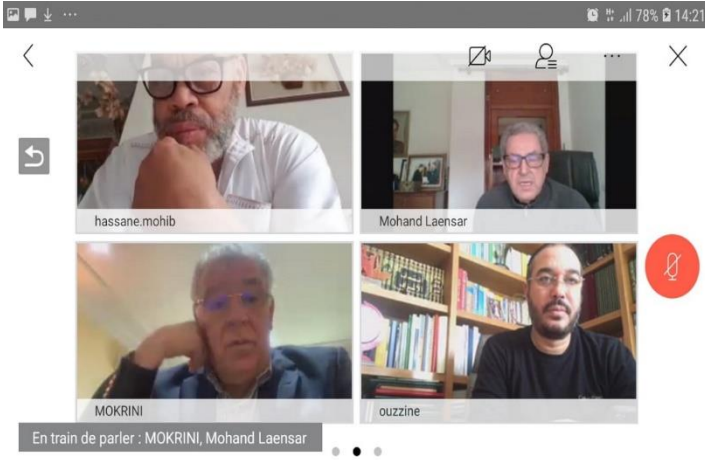 78% 14:21
hassane.mohib
Mohand Laensar
MOKRINI
ouzzine
En train de parler : MOKRINI, Mohand Laensar